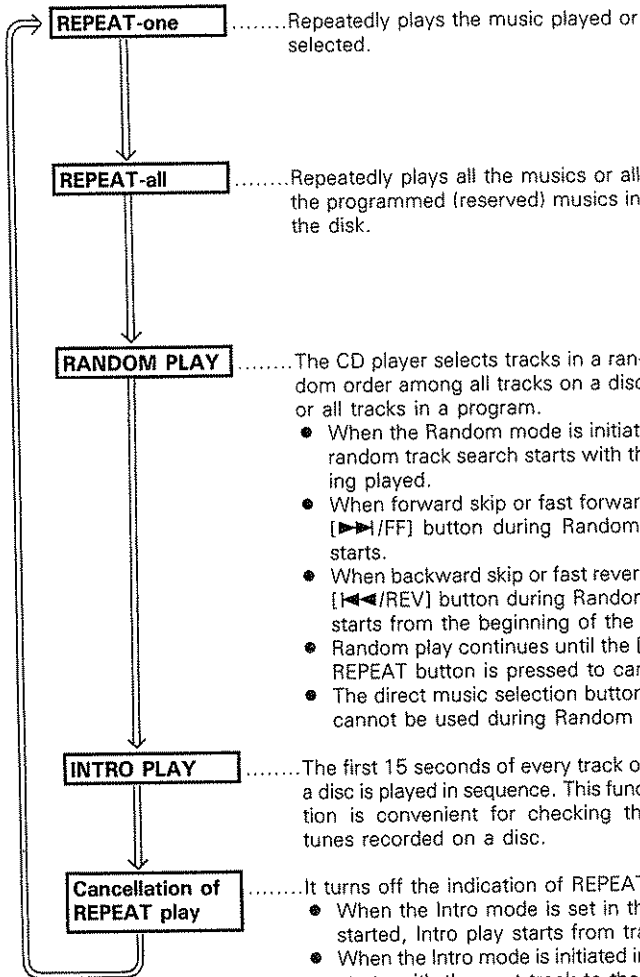 REPEAT-one ........Repeatedly plays the music played or
selected.
REPEAT-all ........Repeatedly plays all the musics or all
the programmed (reserved) musics in
the disk.
RANDOM PLAY ........The CD player selects tracks in a ran-
dom order among all tracks on a disc
or all tracks in a program.
● When the Random mode is initiat
random track search starts with th
ing played.
● When forward skip or fast forwar
[►►I/FF] button during Random
starts.
● When backward skip or fast rever
[I◄◄/REV] button during Random
starts from the beginning of the
● Random play continues until the [
REPEAT button is pressed to can
● The direct music selection button
cannot be used during Random
INTRO PLAY ........The first 15 seconds of every track o
a disc is played in sequence. This func
tion is convenient for checking th
tunes recorded on a disc.
Cancellation of ........It turns off the indication of REPEAT
REPEAT play
● When the Intro mode is set in th
started, Intro play starts from tra
● When the Intro mode is initiated i